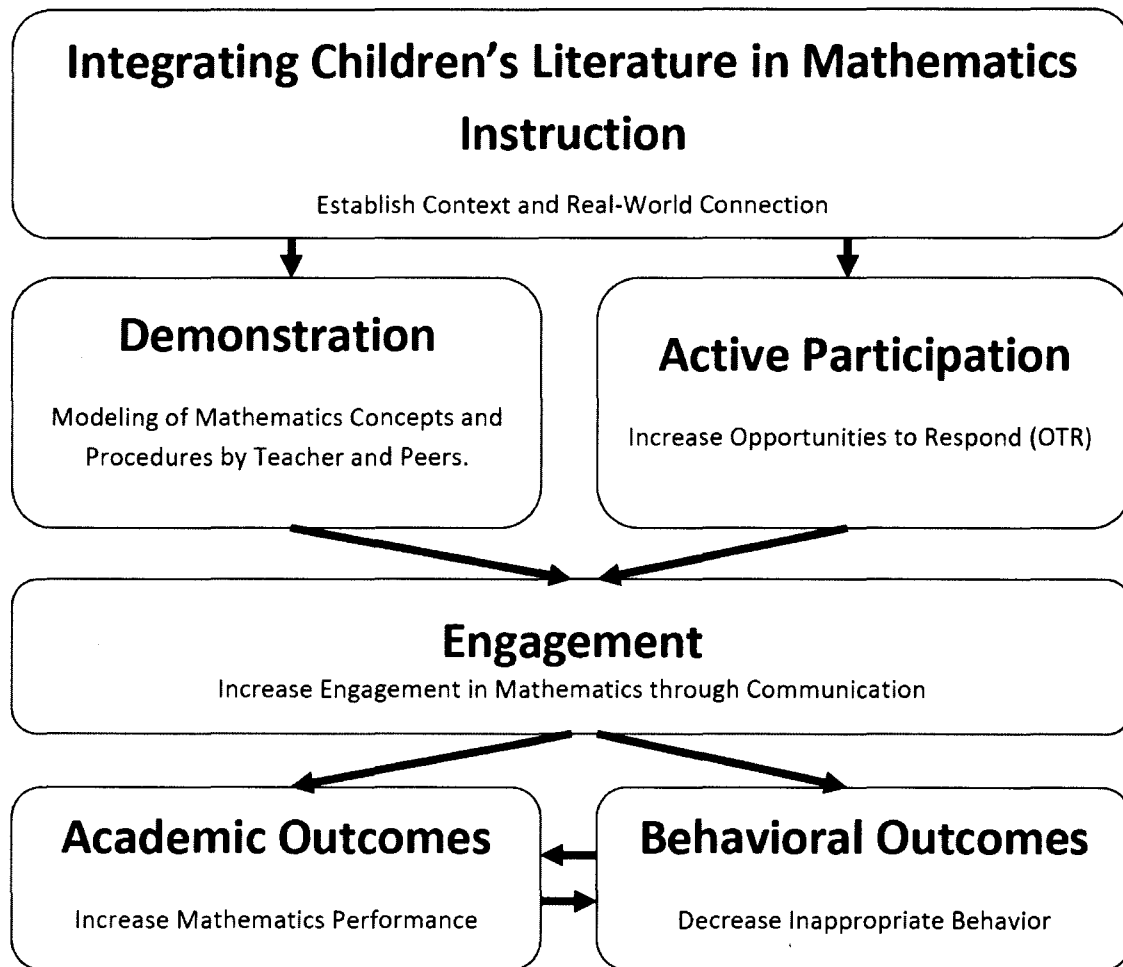 Integrating Children's Literature in Mathematics
Instruction
Establish Context and Real-World Connection
Demonstration
Modeling of Mathematics Concepts and
Procedures by Teacher and Peers.
Active Participation
Increase Opportunities to Respond (OTR)
Engagement
Increase Engagement in Mathematics through Communication
Academic Outcomes
Increase Mathematics Performance
Behavioral Outcomes
Decrease Inappropriate Behavior